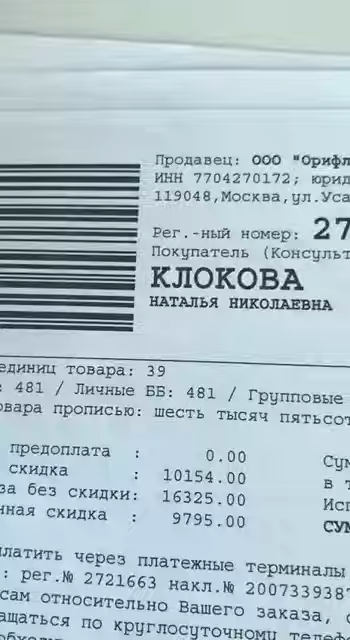 Продавец: ООО "Орифл
ИНН 7704270172; юрид
119048,Москва,ул.Уса
Рег.-ный номер: 27
Покупатель (Консульт
КЛОКОВА
НАТАЛЬЯ НИКОЛАЕВНА
единиц товара: 39
: 481 / Личные ББ: 481 / Групповые
овара прописью: шесть тысяч пятьсот
предоплата : 0.00
скидка : 10154.00
за без скидки: 16325.00
нная скидка : 9795.00
Сум
в т
Исп
СУМ
платить через платежные терминалы
: рег.№ 2721663 накл.№ 2007339387
сам относительно Вашего заказа, с
ащаться по круглосуточному телеф